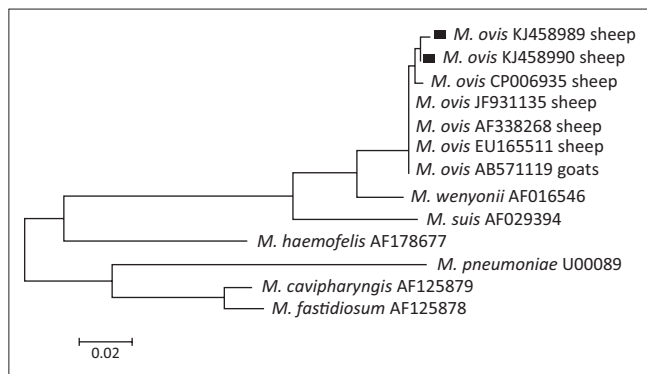 M. ovis KJ458989 sheep
M. ovis KJ458990 sheep
M. ovis CP006935 sheep
M. ovis JF931135 sheep
M. ovis AF338268 sheep
M. ovis EU165511 sheep
M. ovis AB571119 goats
M. wenyonii AF016546
M. suis AF029394
M. haemofelis AF178677
M. pneumoniae U00089
M. cavipharyngis AF125879
M. fastidiosum AF125878
0.02